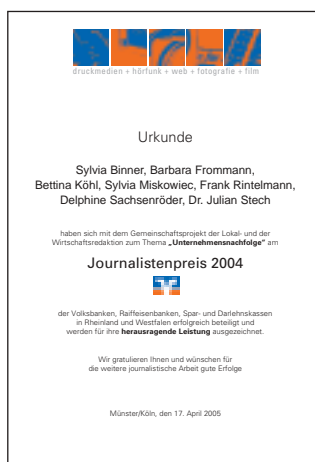 druckmedien + hörfunk + web + fotografie + film
Urkunde
Sylvia Binner, Barbara Frommann,
Bettina Köhl, Sylvia Miskowiec, Frank Rintelmann,
Delphine Sachsenröder, Dr. Julian Stech
haben sich mit dem Gemeinschaftsprojekt der Lokal- und der
Wirtschaftsredaktion zum Thema „Unternehmensnachfolge" am
Journalistenpreis 2004
der Volksbanken, Raiffeisenbanken, Spar- und Darlehnskassen
in Rheinland und Westfalen erfolgreich beteiligt und
werden für ihre herausragende Leistung ausgezeichnet.
Wir gratulieren Ihnen und wünschen für
die weitere journalistische Arbeit gute Erfolge
Münster/Köln, den 17. April 2005